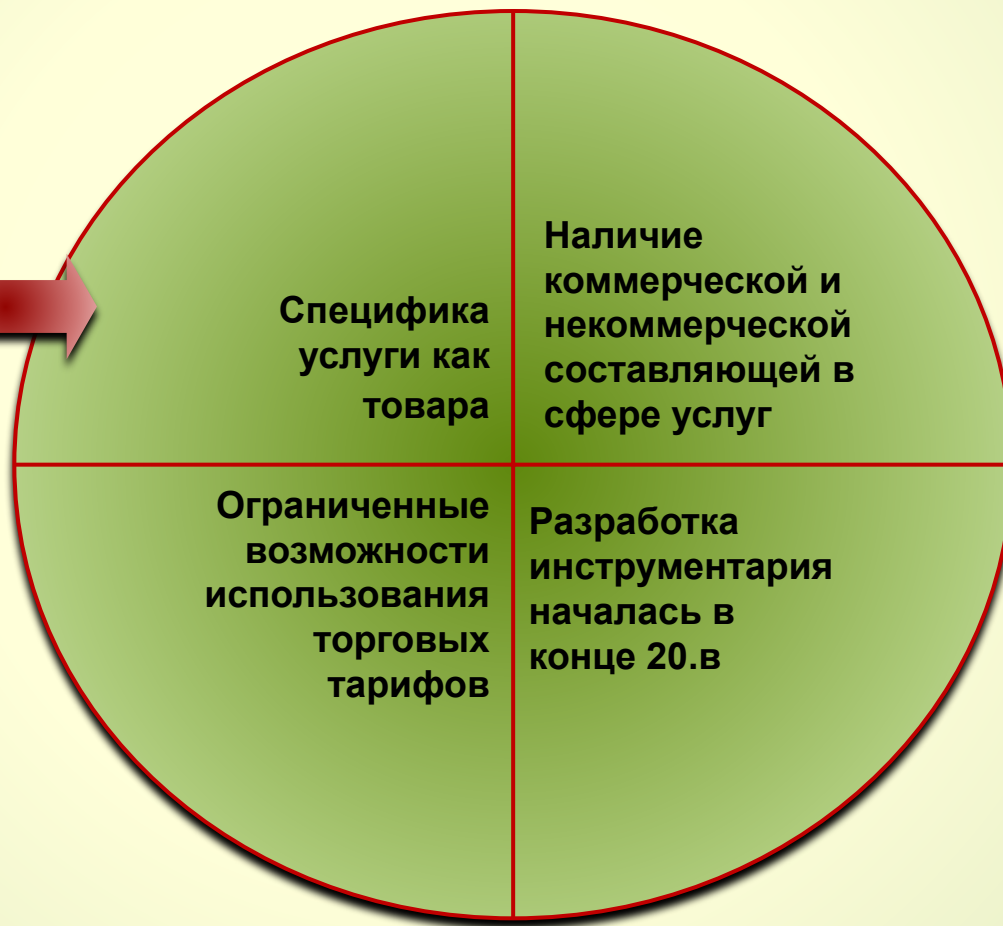 Специфика
услуги как
товара
Наличие
коммерческой и
некоммерческой
составляющей в
сфере услуг
Ограниченные
возможности
использования
торговых
тарифов
Разработка
инструментария
началась в
конце 20.в